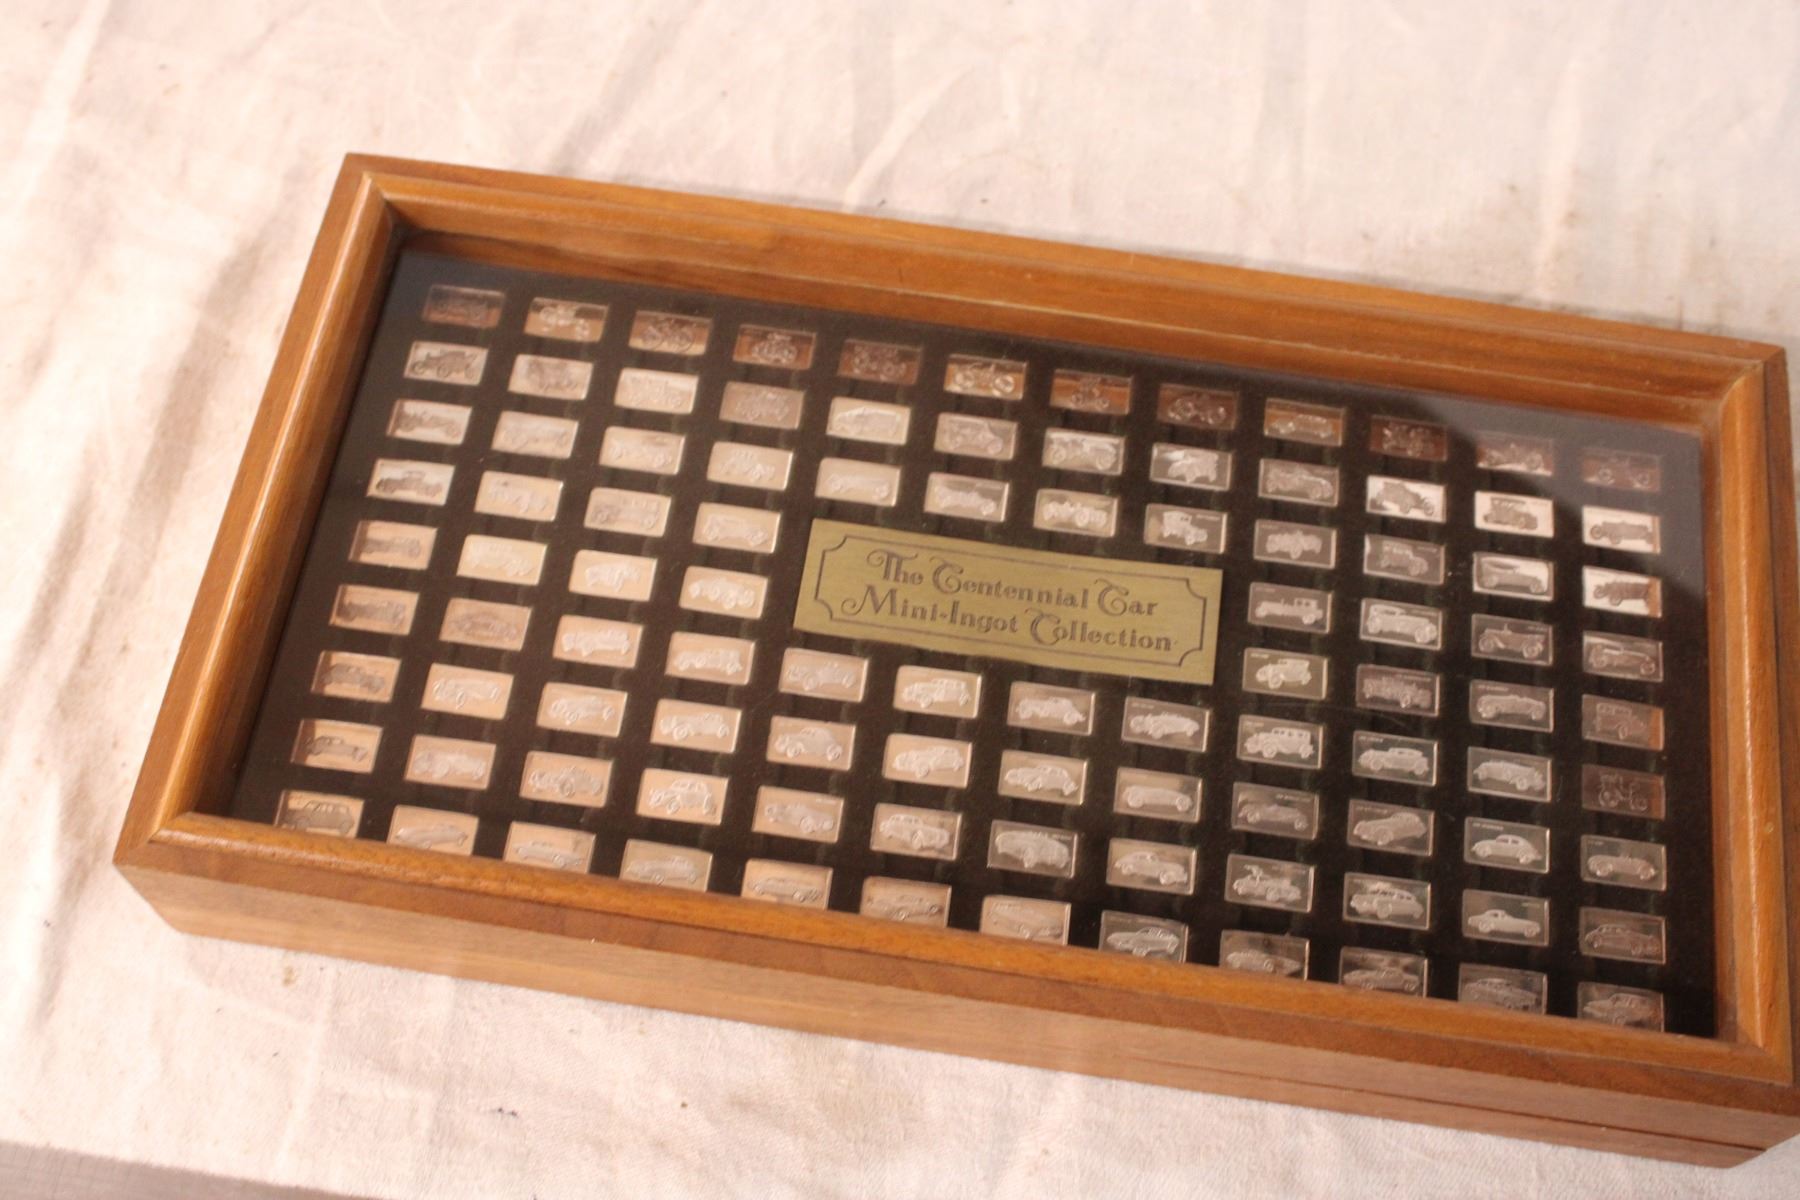 The Centennial Car
Mini-Ingot Collection